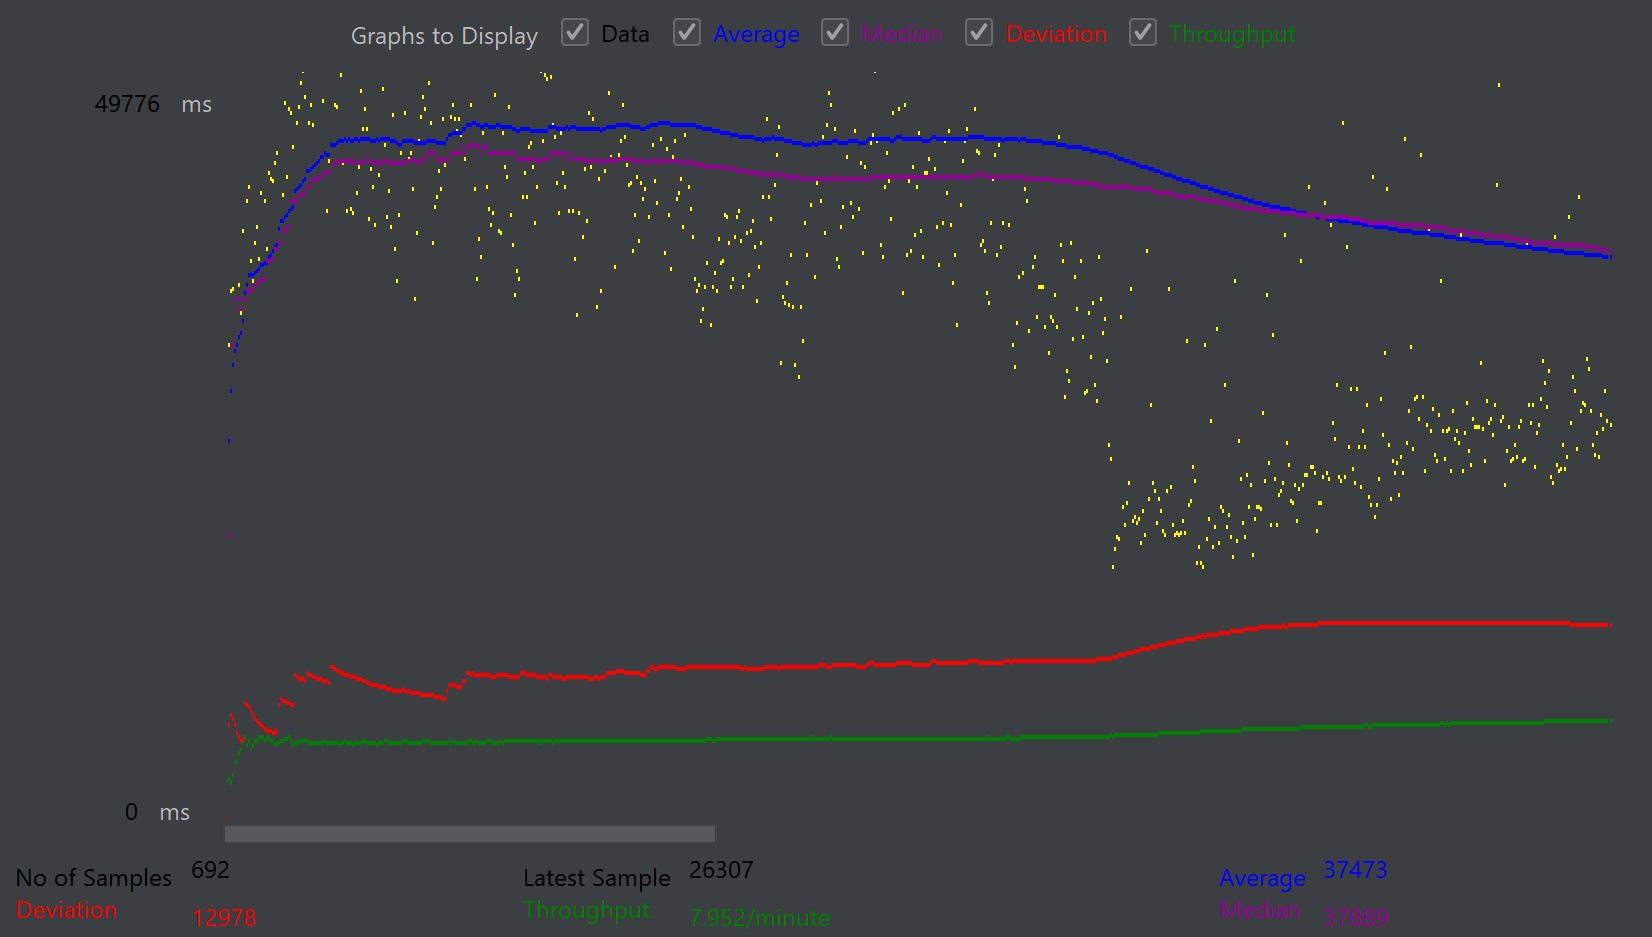 Graphs to Display Data Average Median Deviation Throughput
49776 ms
0 ms
No of Samples 692 Latest Sample 26307 Average 37473
Deviation 12978 Throughput 7.952/minute Median 37889